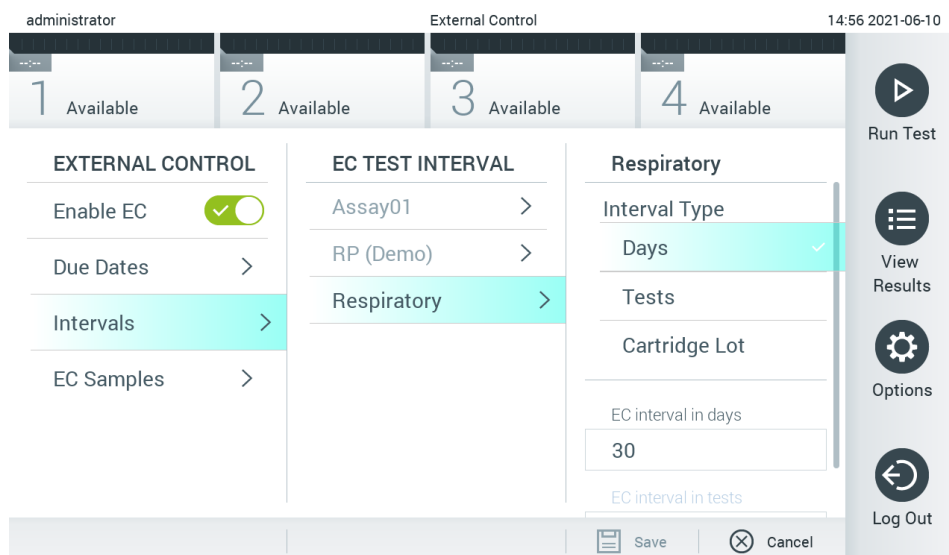 administrator External Control 14:56 2021-06-10
--:-- --:-- --:-- --:--
1 Available 2 Available 3 Available 4 Available
Run Test
EXTERNAL CONTROL
Enable EC
Due Dates
Intervals
EC Samples
EC TEST INTERVAL
Assay01
RP (Demo)
Respiratory
Respiratory
Interval Type
Days
Tests
Cartridge Lot
EC interval in days
30
EC interval in tests
Save Cancel
View
Results
Options
Log Out